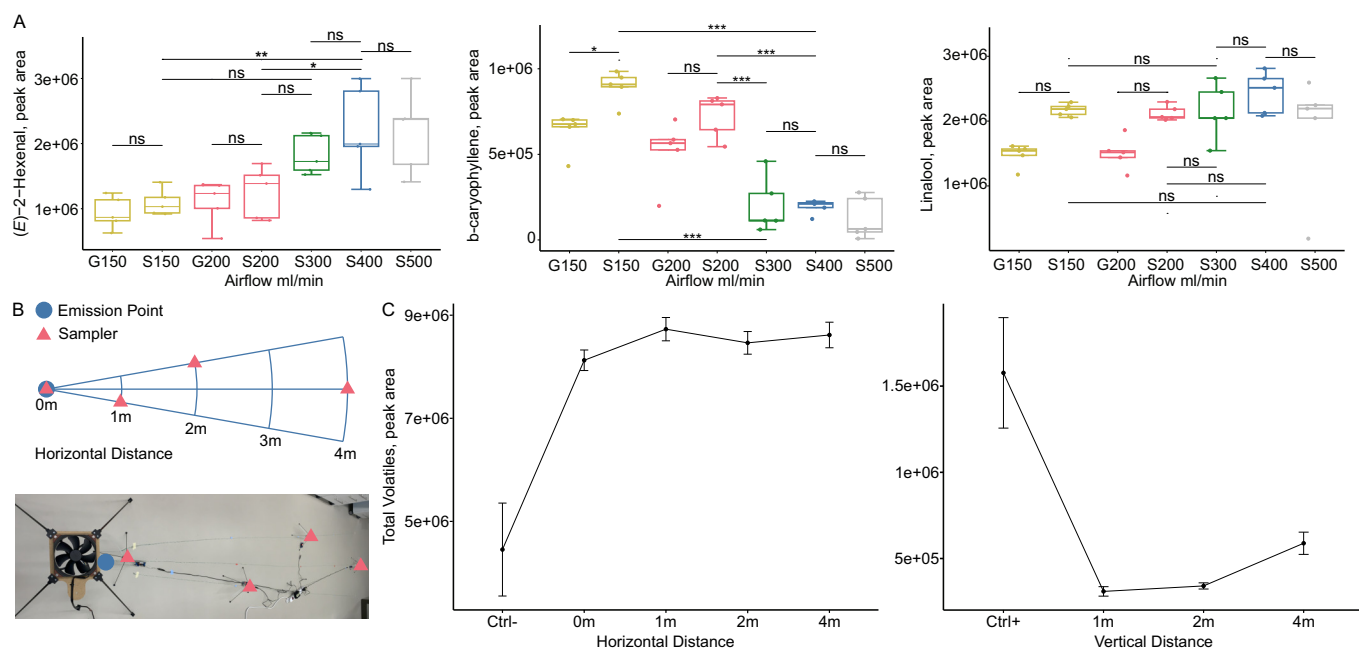 A
(E)-2-Hexenal, peak area
3e+06
2e+06
1e+06
ns
ns
**
ns
ns
*
ns
ns
ns
G150 S150 G200 S200 S300 S400 S500
Airflow ml/min
b-caryophyllene, peak area
1e+06
5e+05
0
***
*
***
ns
***
ns
ns
***
G150 S150 G200 S200 S300 S400 S500
Airflow ml/min
Linalool, peak area
3e+06
2e+06
1e+06
ns
ns
ns
ns
ns
ns
ns
ns
G150 S150 G200 S200 S300 S400 S500
Airflow ml/min
B
Emission Point
Sampler
0m
1m
2m
3m
4m
Horizontal Distance
C
Total Volatiles, peak area
9e+06
7e+06
5e+06
Ctrl- 0m 1m 2m 4m
Horizontal Distance
1.5e+06
1e+06
5e+05
Ctrl+ 1m 2m 4m
Vertical Distance